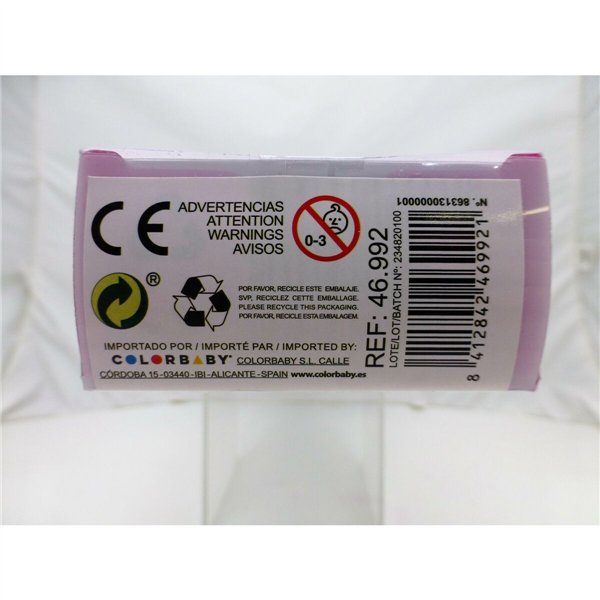 CE
ADVERTENCIAS
ATTENTION
WARNINGS
AVISOS
0-3
®
POR FAVOR, RECICLE ESTE EMBALAJE.
SVP, RECICLEZ CETTE EMBALLAGE.
PLEASE RECYCLE THIS PACKAGING.
POR FAVOR, RECICLE ESTA EMBALAGEM.
IMPORTADO POR / IMPORTÉ PAR / IMPORTED BY:
COLORBABY® COLORBABY S.L. CALLE
CÓRDOBA 15-03440-IBI-ALICANTE-SPAIN www.colorbaby.es
REF: 46.992
LOTE/LOT/BATCH Nº: 234820100
8 412842 469921
Nº. 8631300000001